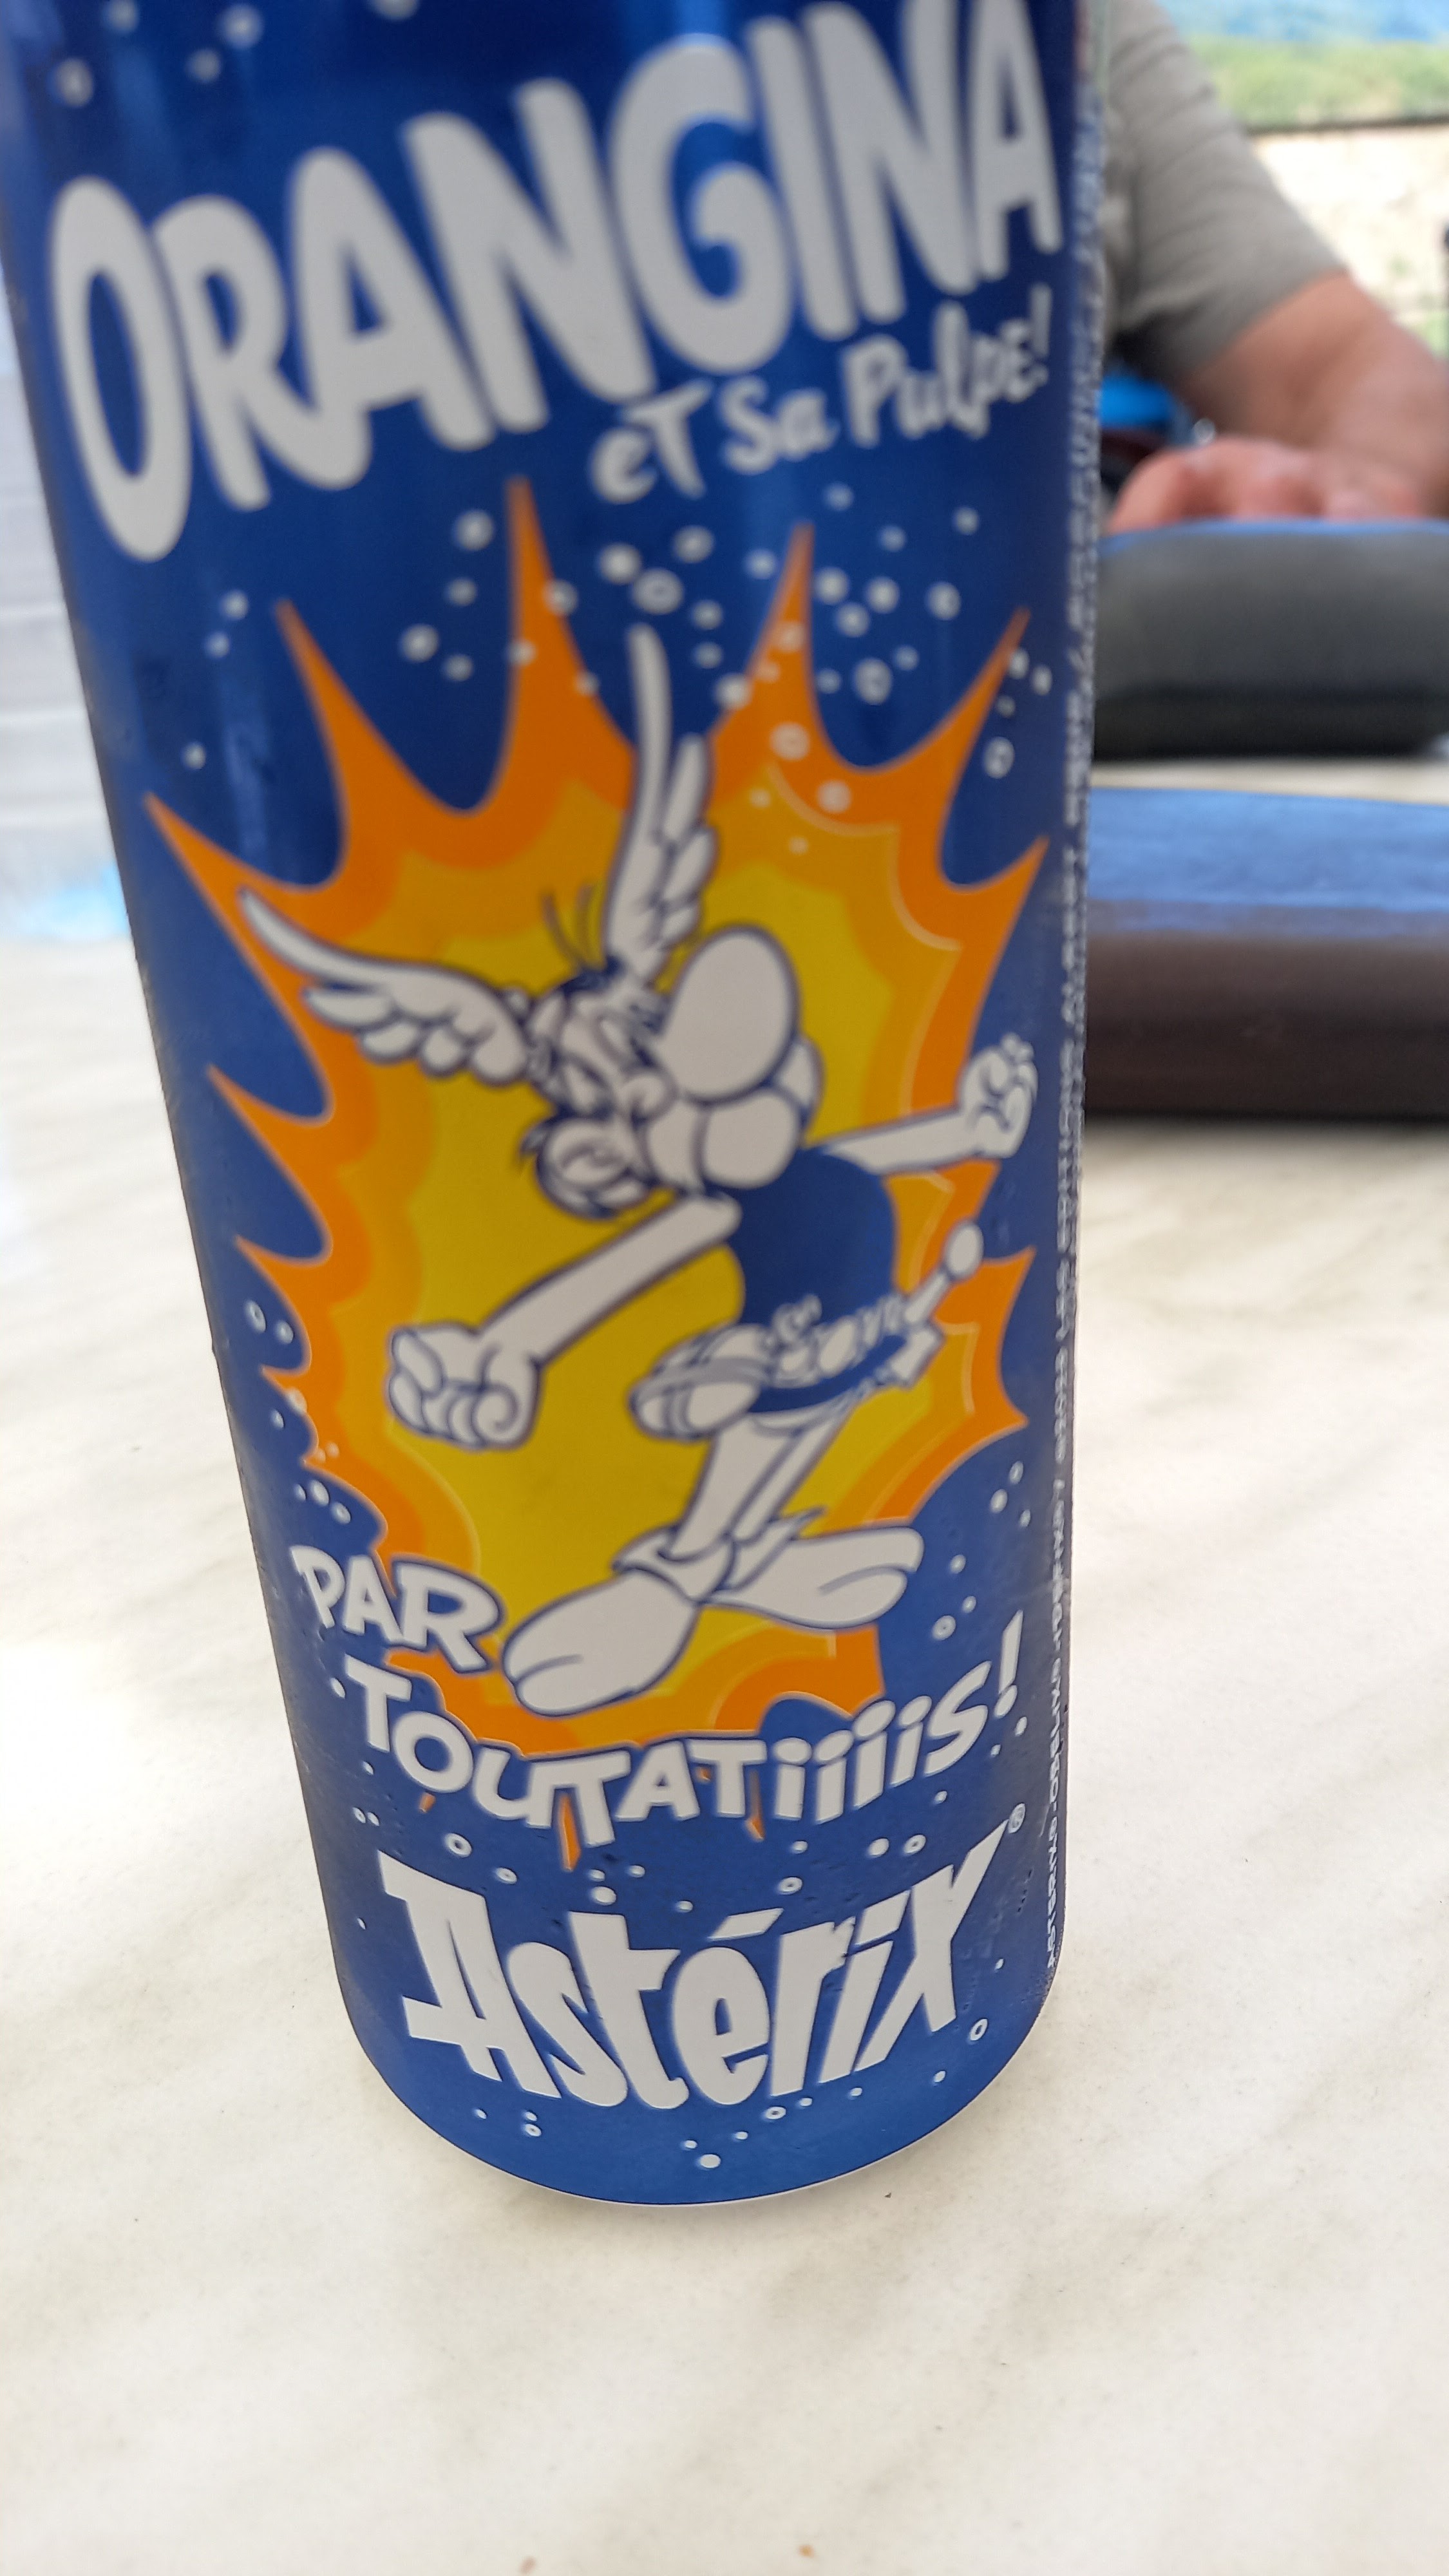 ORANGINA
eT Sa PulPE!
PAR
TOUTATiiiiS!
Astérix®